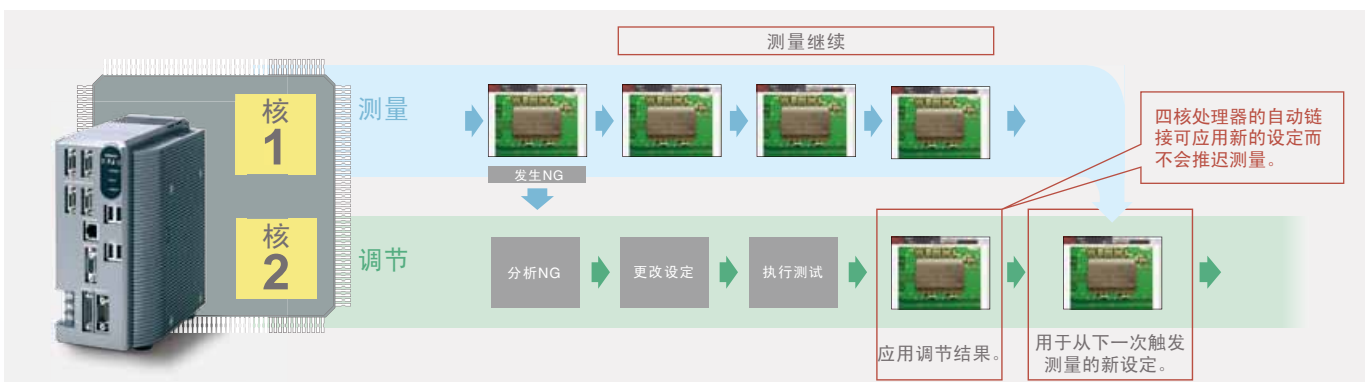 测量继续
核
1
测量
发生NG
四核处理器的自动链
接可应用新的设定而
不会推迟测量。
核
2
调节
分析NG
更改设定
执行测试
应用调节结果。
用于从下一次触发
测量的新设定。